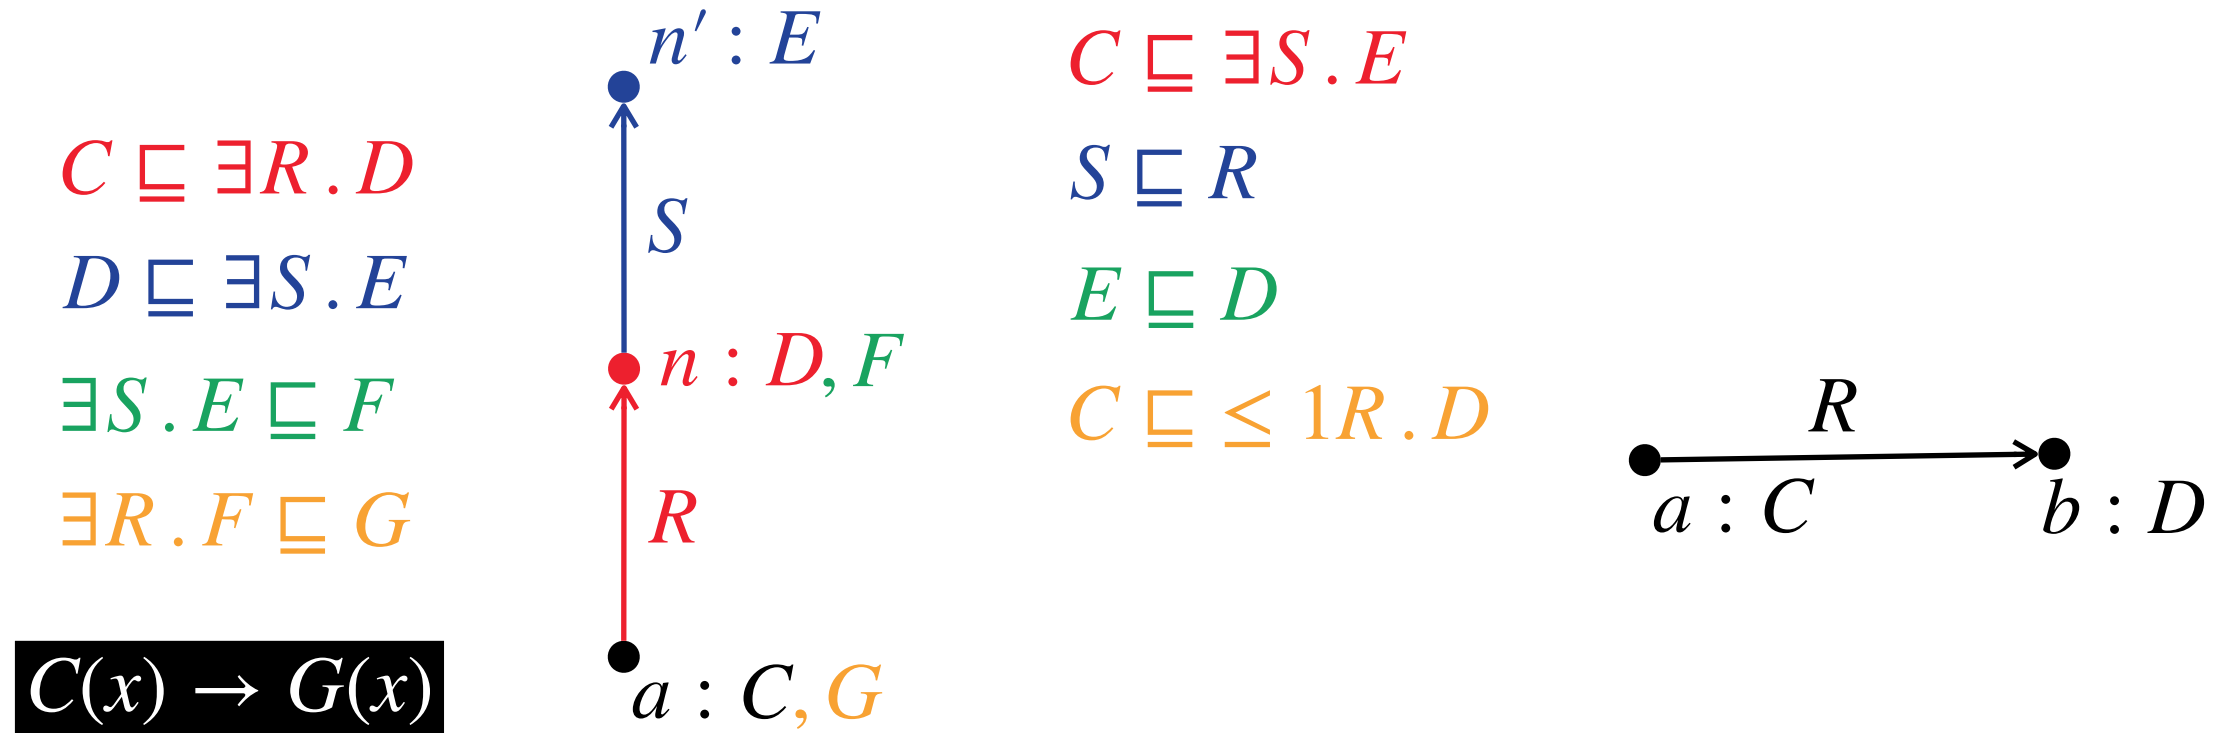 C ⊑ ∃R . D
D ⊑ ∃S . E
∃S . E ⊑ F
∃R . F ⊑ G
C(x) → G(x)
n′ : E
S
n : D, F
R
a : C, G
C ⊑ ∃S . E
S ⊑ R
E ⊑ D
C ⊑ ≤ 1R . D
R
a : C
b : D